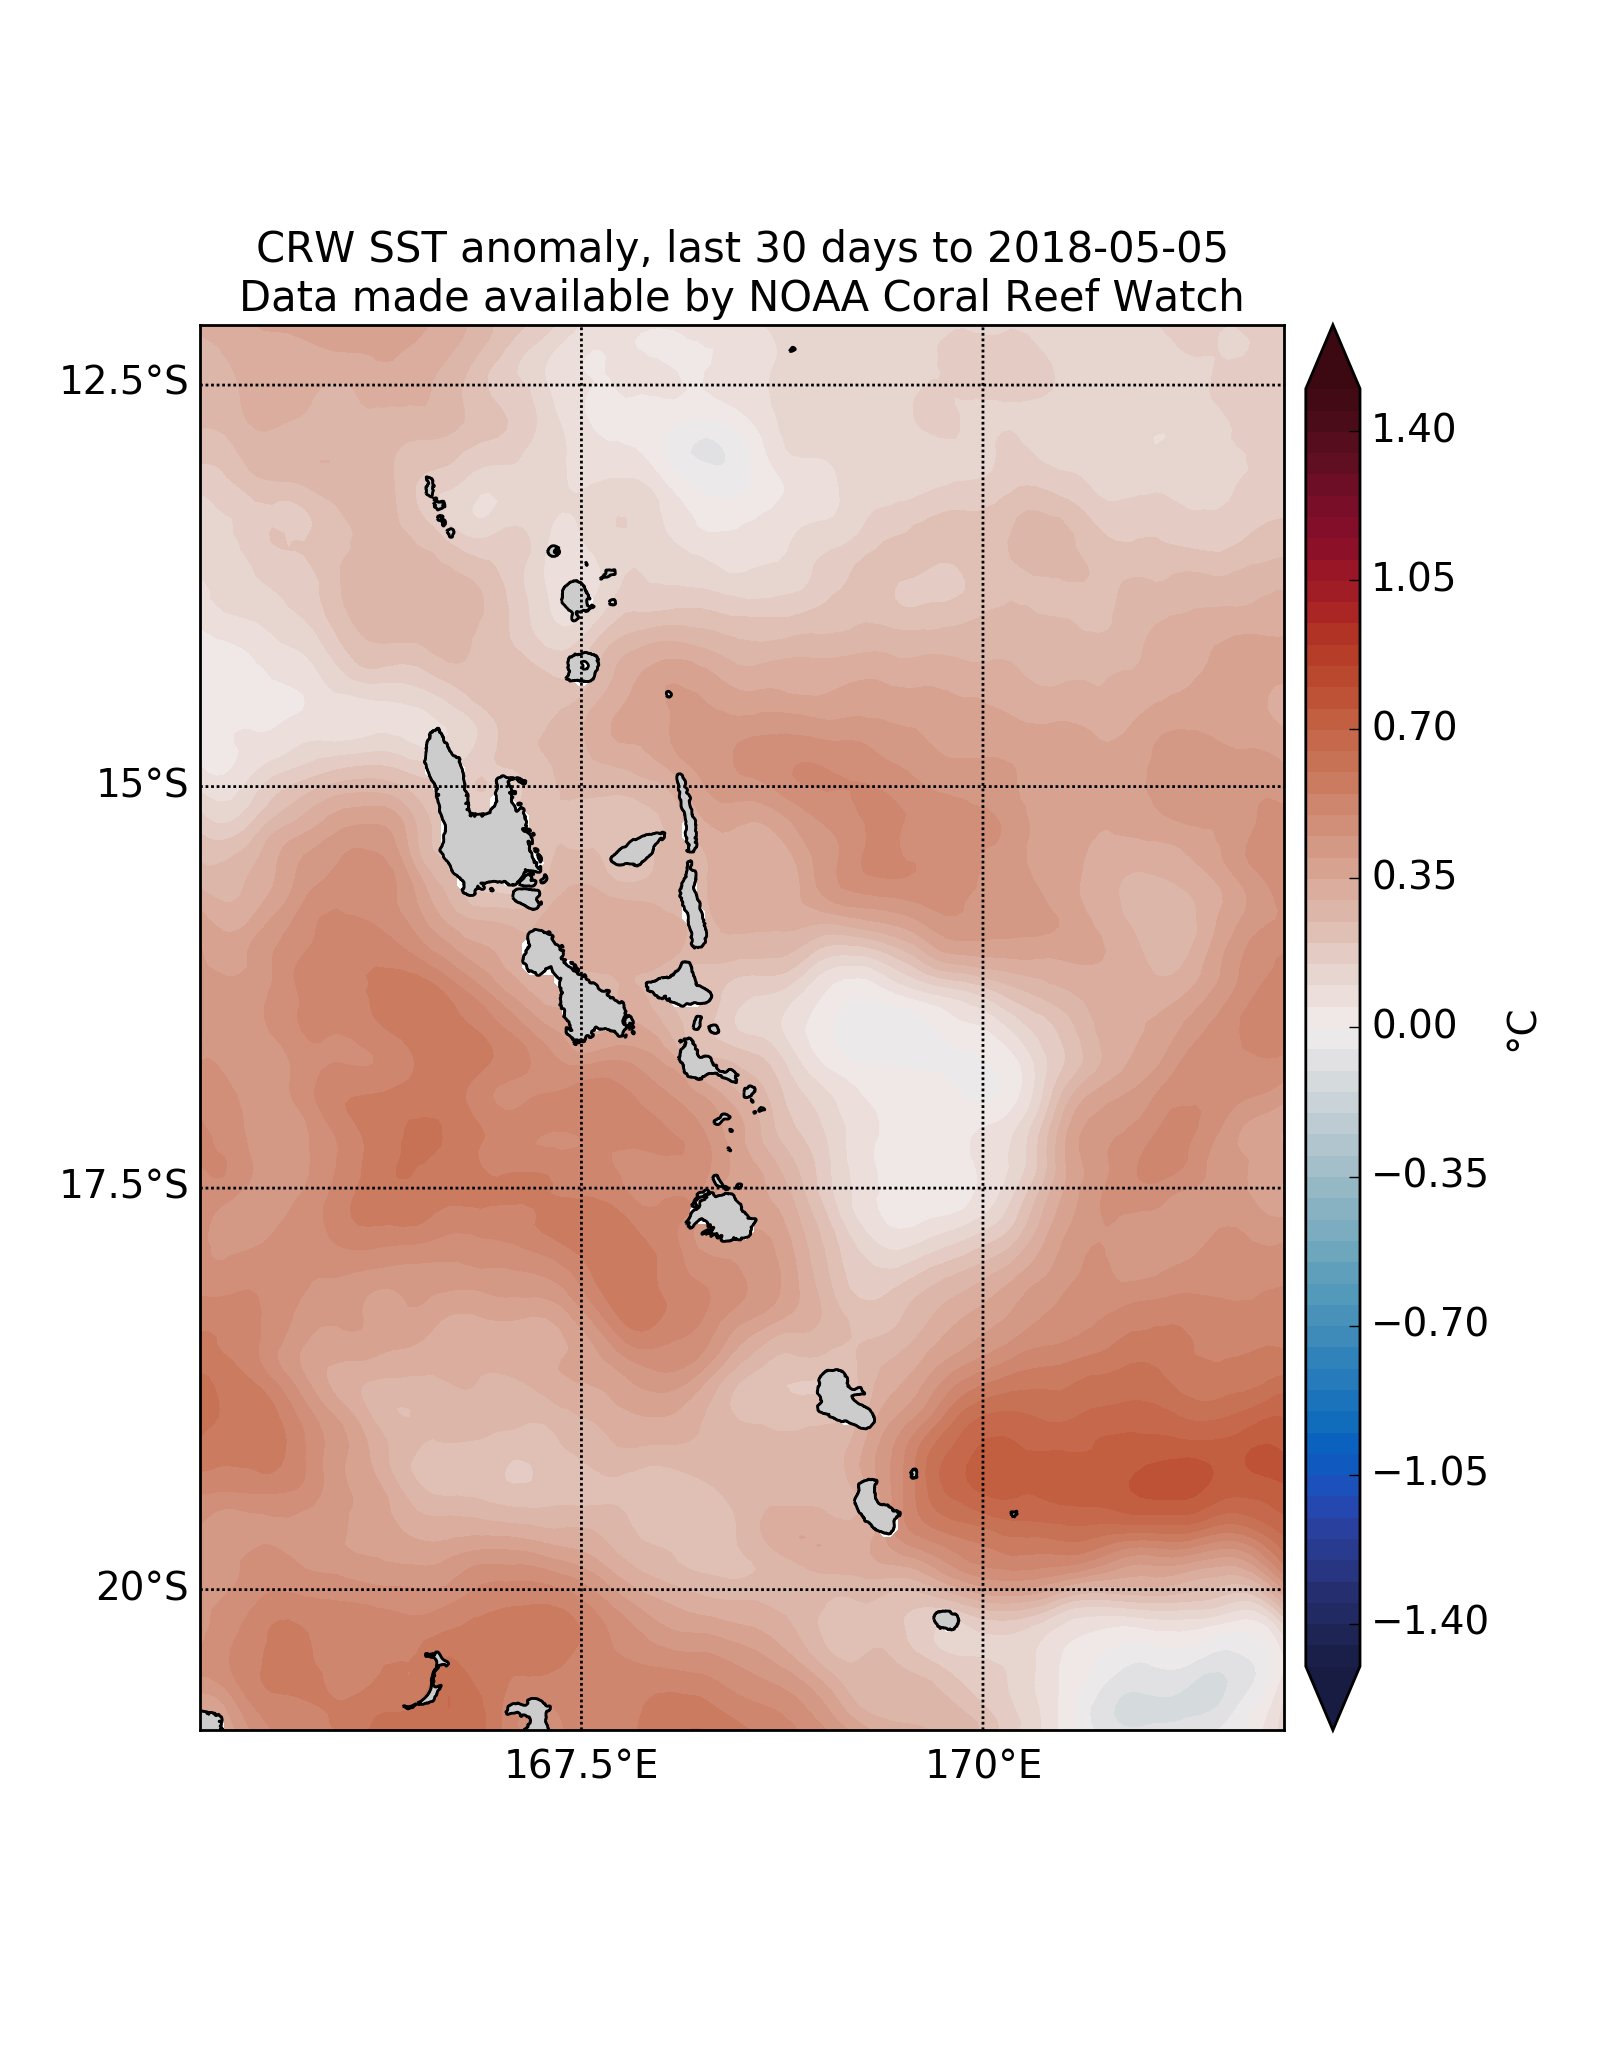 CRW SST anomaly, last 30 days to 2018-05-05
Data made available by NOAA Coral Reef Watch
12.5°S
15°S
17.5°S
20°S
167.5°E
170°E
1.40
1.05
0.70
0.35
0.00
−0.35
−0.70
−1.05
−1.40
°C